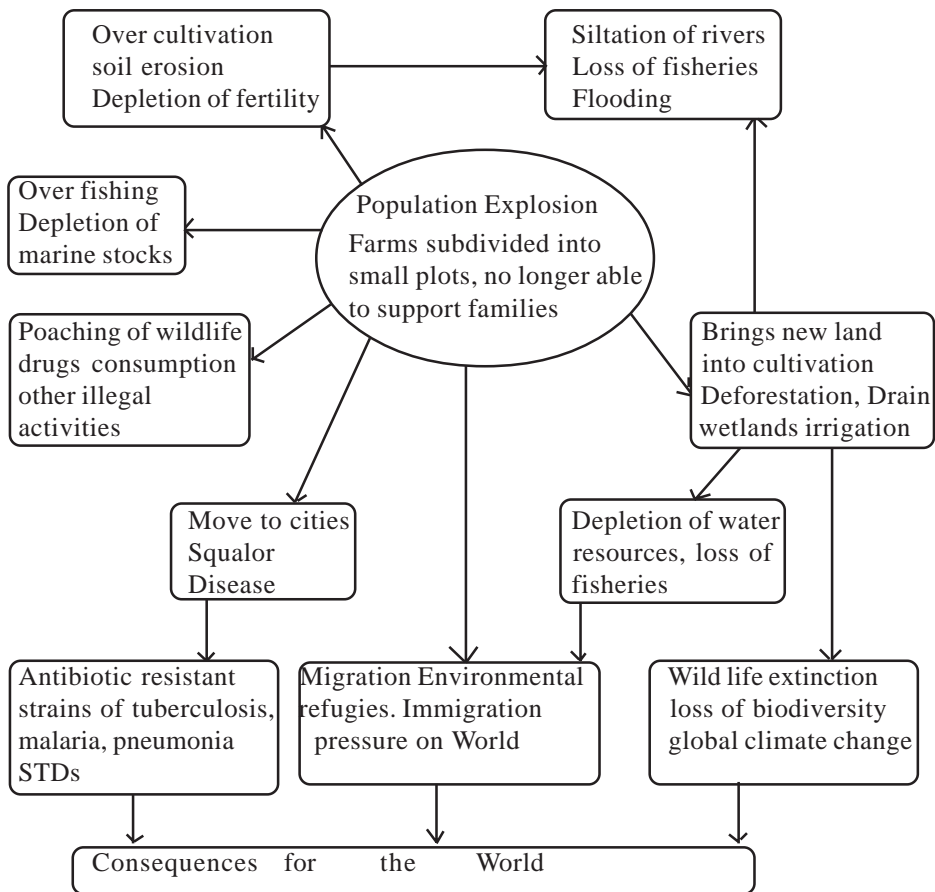 Over cultivation
soil erosion
Depletion of fertility
Siltation of rivers
Loss of fisheries
Flooding
Over fishing
Depletion of
marine stocks
Population Explosion
Farms subdivided into
small plots, no longer able
to support families
Poaching of wildlife
drugs consumption
other illegal
activities
Brings new land
into cultivation
Deforestation, Drain
wetlands irrigation
Move to cities
Squalor
Disease
Depletion of water
resources, loss of
fisheries
Antibiotic resistant
strains of tuberculosis,
malaria, pneumonia
STDs
Migration Environmental
refugies. Immigration
pressure on World
Wild life extinction
loss of biodiversity
global climate change
Consequences for the World